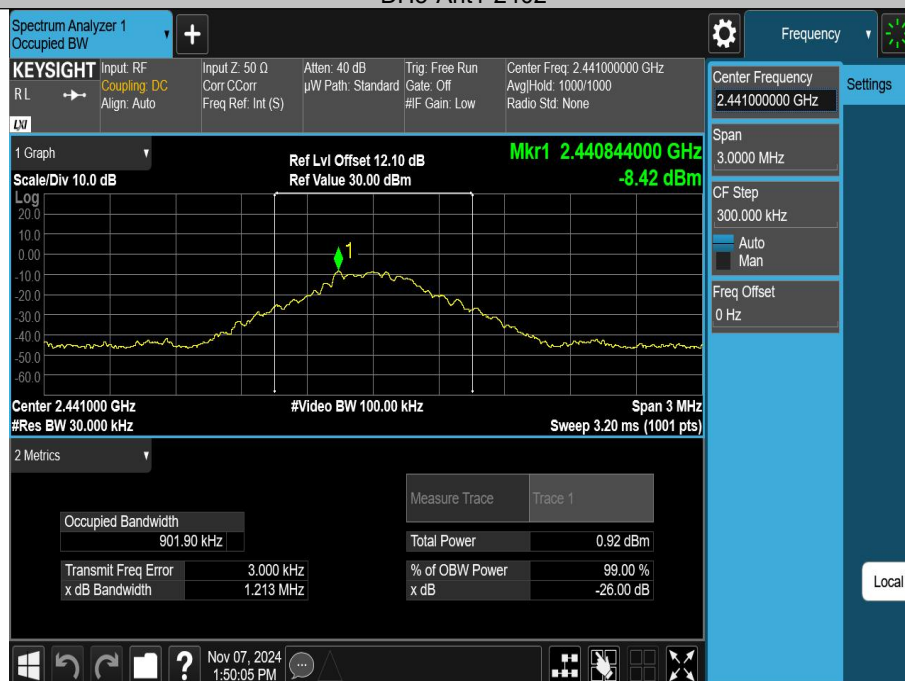 Spectrum Analyzer 1
Occupied BW
+
Frequency
KEYSIGHT
RL
LXI
Input: RF
Coupling: DC
Align: Auto
Input Z: 50 Ω
Corr CCorr
Freq Ref: Int (S)
Atten: 40 dB
µW Path: Standard
Trig: Free Run
Gate: Off
#IF Gain: Low
Center Freq: 2.441000000 GHz
Avg|Hold: 1000/1000
Radio Std: None
Center Frequency
2.441000000 GHz
Settings
Span
3.0000 MHz
CF Step
300.000 kHz
Auto
Man
Freq Offset
0 Hz
Local
1 Graph
Scale/Div 10.0 dB
Ref Lvl Offset 12.10 dB
Ref Value 30.00 dBm
Mkr1 2.440844000 GHz
-8.42 dBm
Log
20.0
10.0
0.00
-10.0
-20.0
-30.0
-40.0
-50.0
-60.0
1
Center 2.441000 GHz
#Res BW 30.000 kHz
#Video BW 100.00 kHz
Span 3 MHz
Sweep 3.20 ms (1001 pts)
2 Metrics
Measure Trace Trace 1
Occupied Bandwidth
901.90 kHz
Total Power 0.92 dBm
Transmit Freq Error 3.000 kHz
% of OBW Power 99.00 %
x dB Bandwidth 1.213 MHz
x dB -26.00 dB
?
Nov 07, 2024
1:50:05 PM